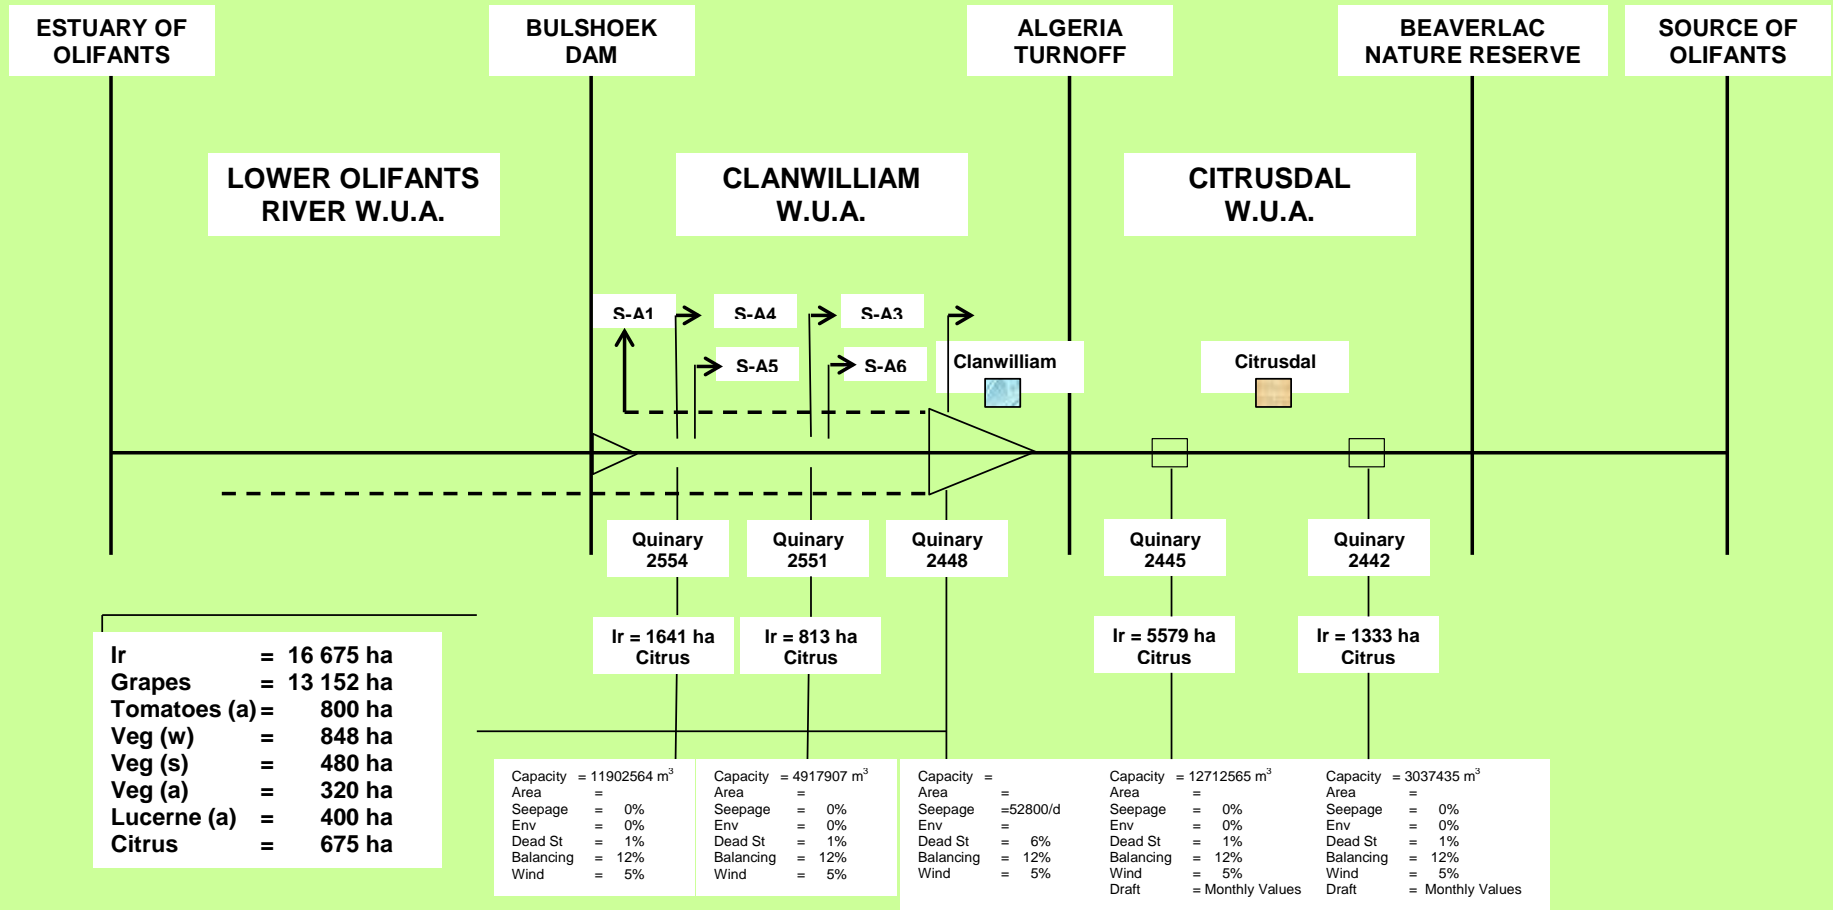 ESTUARY OF
OLIFANTS
BULSHOEK
DAM
ALGERIA
TURNOFF
BEAVERLAC
NATURE RESERVE
SOURCE OF
OLIFANTS
LOWER OLIFANTS
RIVER W.U.A.
CLANWILLIAM
W.U.A.
CITRUSDAL
W.U.A.
S-A1
S-A4
S-A3
S-A5
S-A6
Clanwilliam
Citrusdal
Quinary
2554
Quinary
2551
Quinary
2448
Quinary
2445
Quinary
2442
Ir = 1641 ha
Citrus
Ir = 813 ha
Citrus
Ir = 5579 ha
Citrus
Ir = 1333 ha
Citrus
Ir = 16 675 ha
Grapes = 13 152 ha
Tomatoes (a) = 800 ha
Veg (w) = 848 ha
Veg (s) = 480 ha
Veg (a) = 320 ha
Lucerne (a) = 400 ha
Citrus = 675 ha
Capacity = 11902564 m³
Area =
Seepage = 0%
Env = 0%
Dead St = 1%
Balancing = 12%
Wind = 5%
Capacity = 4917907 m³
Area =
Seepage = 0%
Env = 0%
Dead St = 1%
Balancing = 12%
Wind = 5%
Capacity =
Area =
Seepage =52800/d
Env =
Dead St = 6%
Balancing = 12%
Wind = 5%
Capacity = 12712565 m³
Area =
Seepage = 0%
Env = 0%
Dead St = 1%
Balancing = 12%
Wind = 5%
Draft = Monthly Values
Capacity = 3037435 m³
Area =
Seepage = 0%
Env = 0%
Dead St = 1%
Balancing = 12%
Wind = 5%
Draft = Monthly Values